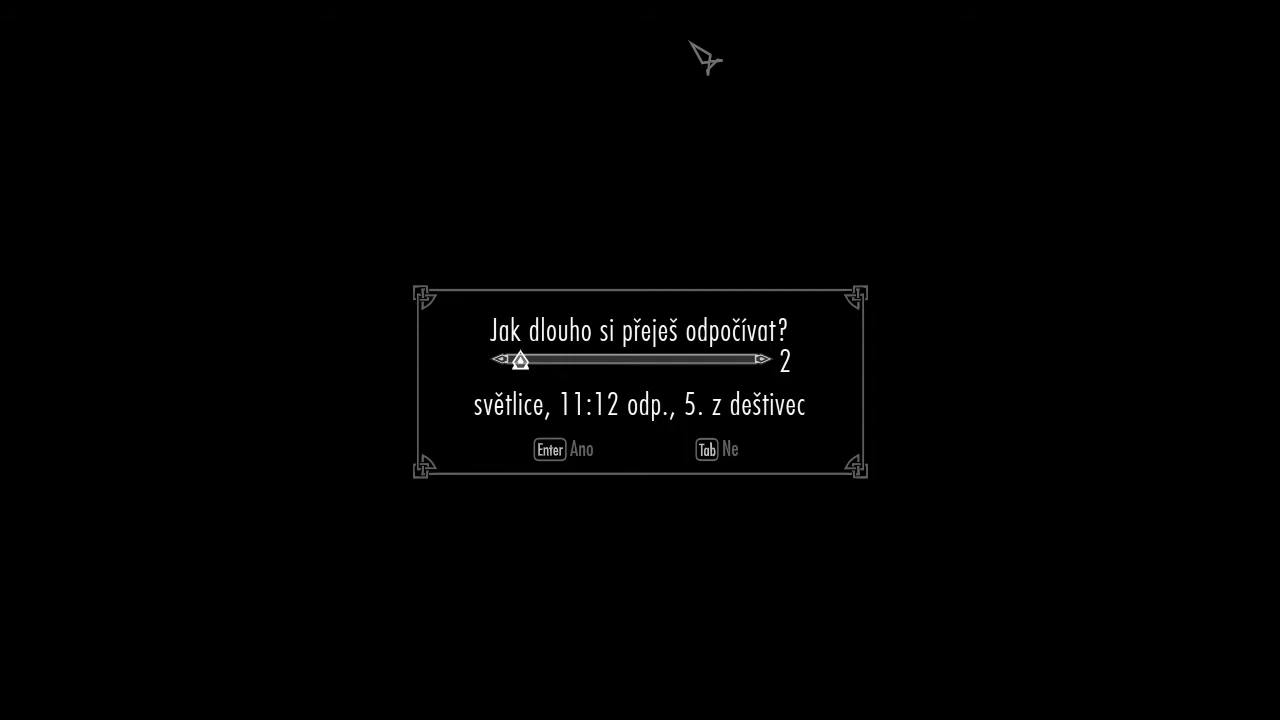 Jak dlouho si přeješ odpočívat?
2
světlice, 11:12 odp., 5. z deštivec
Enter Ano Tab Ne